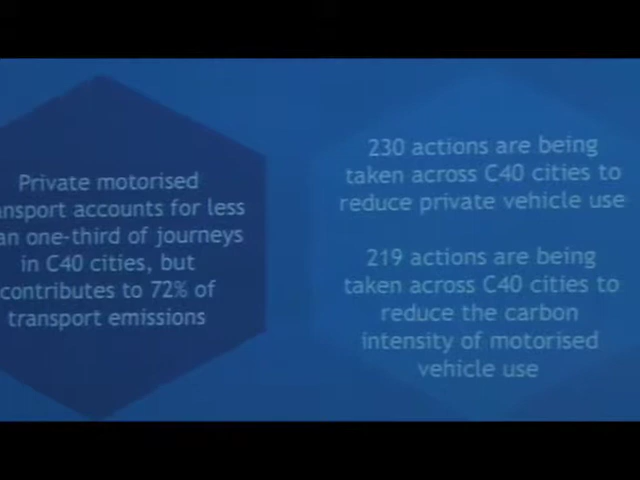 Private motorised
ansport accounts for less
an one-third of journeys
in C40 cities, but
contributes to 72% of
transport emissions
230 actions are being
taken across C40 cities to
reduce private vehicle use
219 actions are being
taken across C40 cities to
reduce the carbon
intensity of motorised
vehicle use